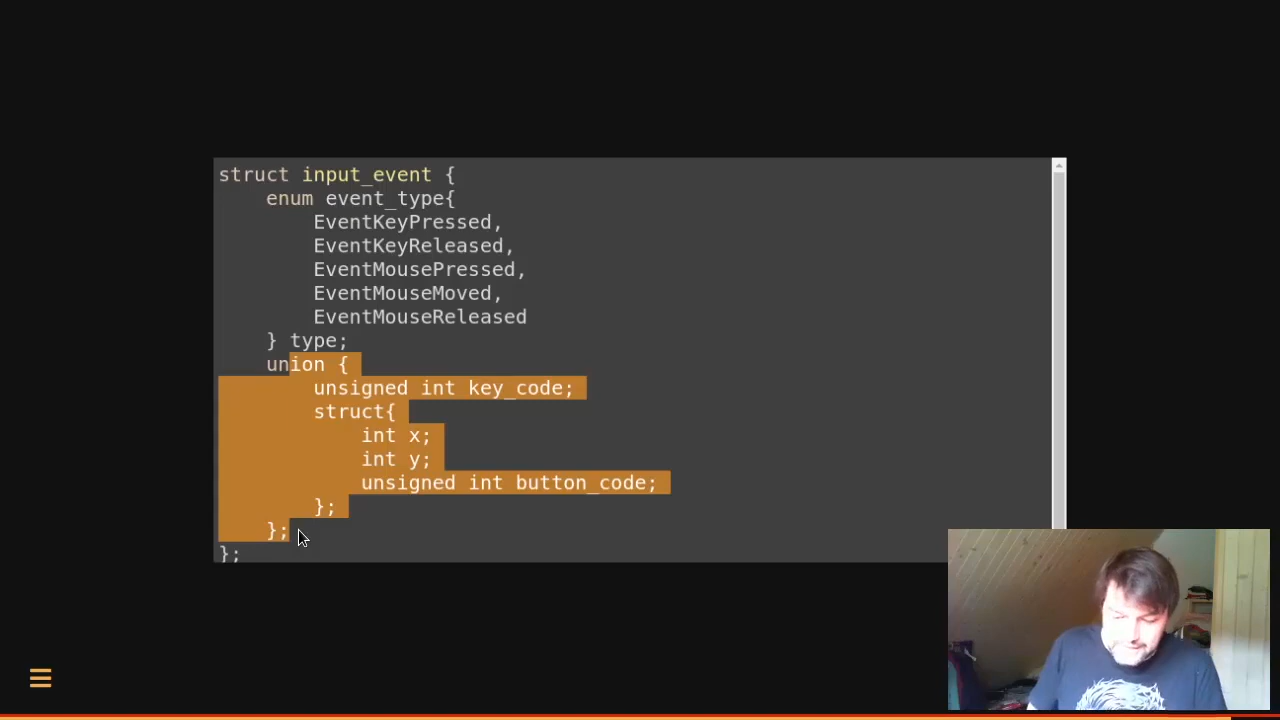 struct input_event {
enum event_type{
EventKeyPressed,
EventKeyReleased,
EventMousePressed,
EventMouseMoved,
EventMouseReleased
} type;
union {
unsigned int key_code;
struct{
int x;
int y;
unsigned int button_code;
};
};
};